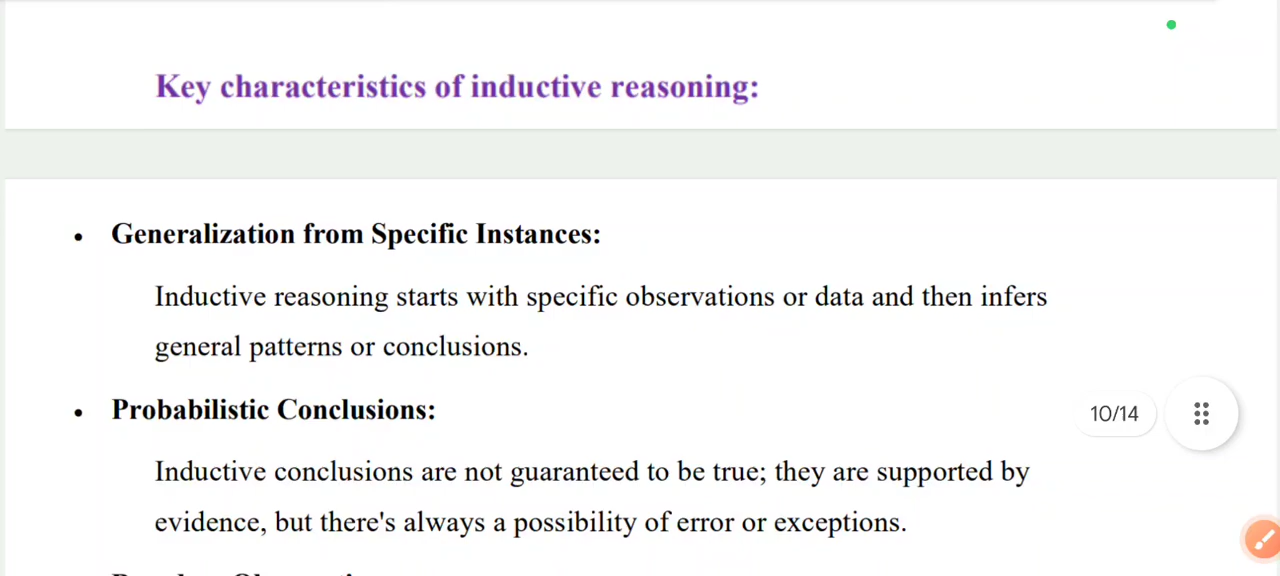 Key characteristics of inductive reasoning:
• Generalization from Specific Instances:
Inductive reasoning starts with specific observations or data and then infers
general patterns or conclusions.
• Probabilistic Conclusions:
10/14
Inductive conclusions are not guaranteed to be true; they are supported by
evidence, but there's always a possibility of error or exceptions.